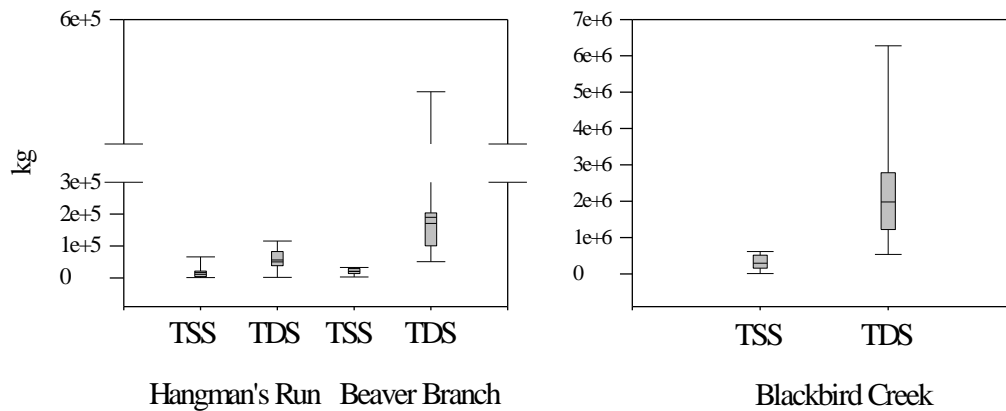 6e+5
kg
3e+5
2e+5
1e+5
0
TSS TDS TSS TDS
Hangman's Run Beaver Branch
7e+6
6e+6
5e+6
4e+6
3e+6
2e+6
1e+6
0
TSS TDS
Blackbird Creek